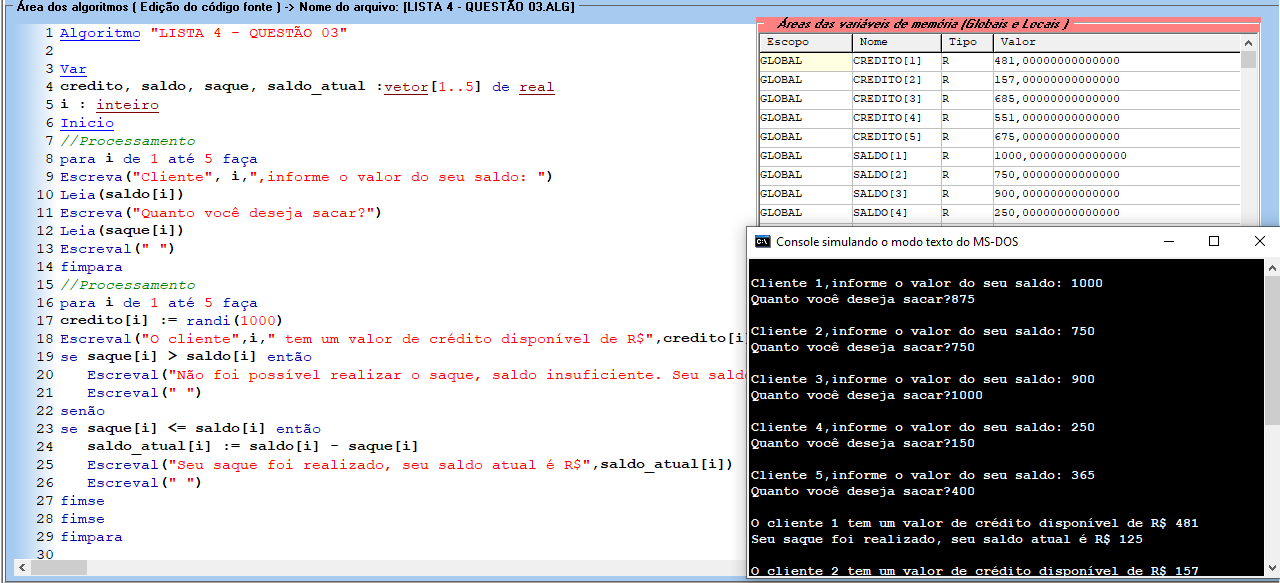 Área dos algoritmos ( Edição do código fonte ) -> Nome do arquivo: [LISTA 4 - QUESTÃO 03.ALG]
1 Algoritmo "LISTA 4 - QUESTÃO 03"
2
3 Var
4 credito, saldo, saque, saldo_atual :vetor[1..5] de real
5 i : inteiro
6 Inicio
7 //Processamento
8 para i de 1 até 5 faça
9 Escreva("Cliente", i,",informe o valor do seu saldo: ")
10 Leia(saldo[i])
11 Escreva("Quanto você deseja sacar?")
12 Leia(saque[i])
13 Escreval(" ")
14 fimpara
15 //Processamento
16 para i de 1 até 5 faça
17 credito[i] := randi(1000)
18 Escreval("O cliente",i," tem um valor de crédito disponível de R$",credito[i
19 se saque[i] > saldo[i] então
20 Escreval("Não foi possível realizar o saque, saldo insuficiente. Seu sald
21 Escreval(" ")
22 senão
23 se saque[i] <= saldo[i] então
24 saldo_atual[i] := saldo[i] - saque[i]
25 Escreval("Seu saque foi realizado, seu saldo atual é R$",saldo_atual[i])
26 Escreval(" ")
27 fimse
28 fimse
29 fimpara
30
Áreas das variáveis de memória (Globais e Locais )
Escopo Nome Tipo Valor
GLOBAL CREDITO[1] R 481,00000000000000
GLOBAL CREDITO[2] R 157,00000000000000
GLOBAL CREDITO[3] R 685,00000000000000
GLOBAL CREDITO[4] R 551,00000000000000
GLOBAL CREDITO[5] R 675,00000000000000
GLOBAL SALDO[1] R 1000,00000000000000
GLOBAL SALDO[2] R 750,00000000000000
GLOBAL SALDO[3] R 900,00000000000000
GLOBAL SALDO[4] R 250,00000000000000
C:\ Console simulando o modo texto do MS-DOS
Cliente 1,informe o valor do seu saldo: 1000
Quanto você deseja sacar?875
Cliente 2,informe o valor do seu saldo: 750
Quanto você deseja sacar?750
Cliente 3,informe o valor do seu saldo: 900
Quanto você deseja sacar?1000
Cliente 4,informe o valor do seu saldo: 250
Quanto você deseja sacar?150
Cliente 5,informe o valor do seu saldo: 365
Quanto você deseja sacar?400
O cliente 1 tem um valor de crédito disponível de R$ 481
Seu saque foi realizado, seu saldo atual é R$ 125
O cliente 2 tem um valor de crédito disponível de R$ 157